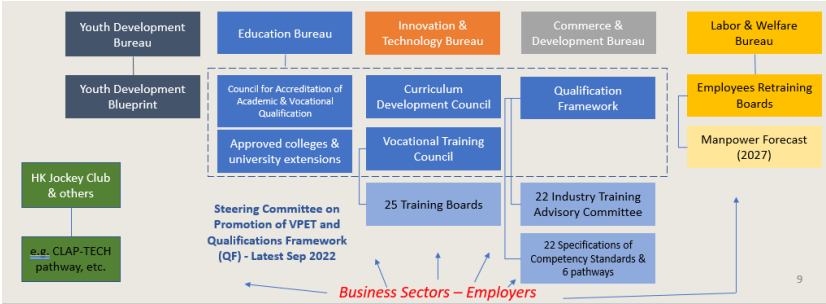 Youth Development
Bureau
Education Bureau
Innovation &
Technology Bureau
Commerce &
Development Bureau
Labor & Welfare
Bureau
Youth Development
Blueprint
Council for Accreditation of
Academic & Vocational
Qualification
Curriculum
Development Council
Qualification
Framework
Employees Retraining
Boards
Approved colleges &
university extensions
Vocational Training
Council
Manpower Forecast
(2027)
HK Jockey Club
& others
25 Training Boards
22 Industry Training
Advisory Committee
Steering Committee on
Promotion of VPET and
Qualifications Framework
(QF) - Latest Sep 2022
e.g. CLAP-TECH
pathway, etc.
22 Specifications of
Competency Standards &
6 pathways
Business Sectors – Employers
9